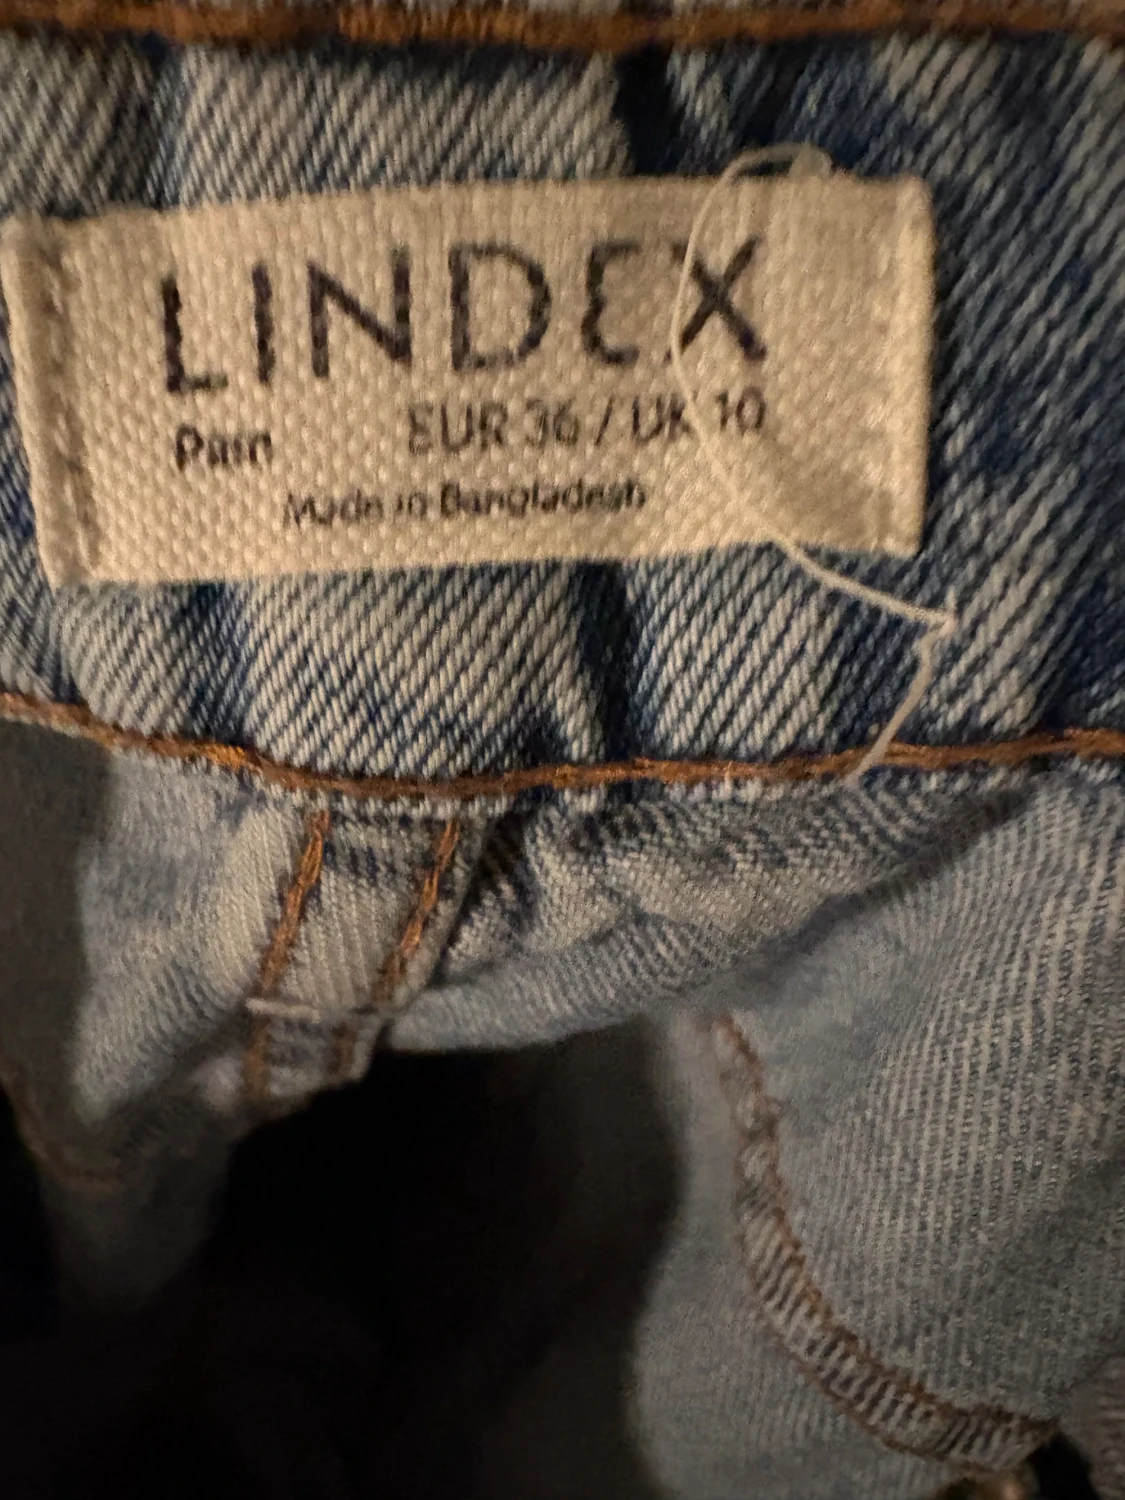 LINDEX
Pam EUR 36 / UK 10
Made in Bangladesh